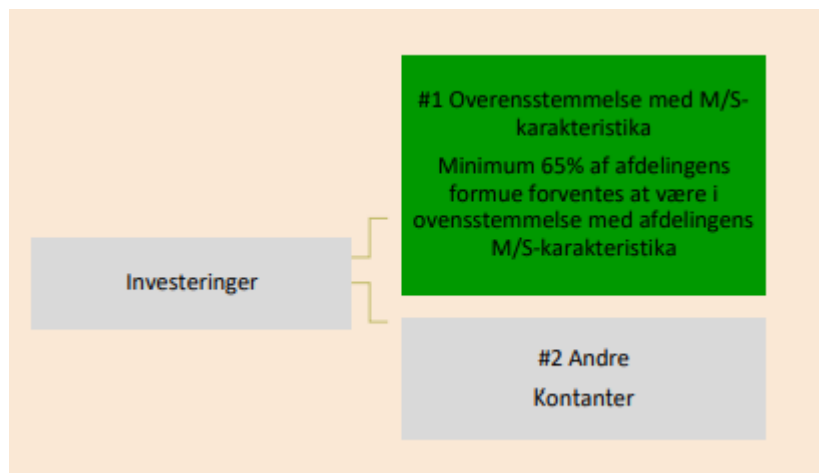 #1 Overensstemmelse med M/S-
karakteristika
Minimum 65% af afdelingens
formue forventes at være i
ovensstemmelse med afdelingens
M/S-karakteristika
Investeringer
#2 Andre
Kontanter